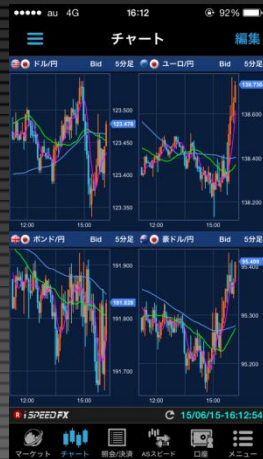 au 4G 16:12 92%
チャート 編集
ドル/円 Bid 5分足
123.500
123.475
123.450
123.400
123.350
12:00 15:00
ユーロ/円 Bid 5分足
138.736
138.600
138.400
138.200
12:00 15:00
ポンド/円 Bid 5分足
191.900
191.828
191.800
191.700
12:00 15:00
豪ドル/円 Bid 5分足
95.409
95.400
95.300
95.200
12:00 15:00
R iSPEED FX 15/06/15-16:12:54
マーケット チャート 照会/決済 ASスピード 口座 メニュー